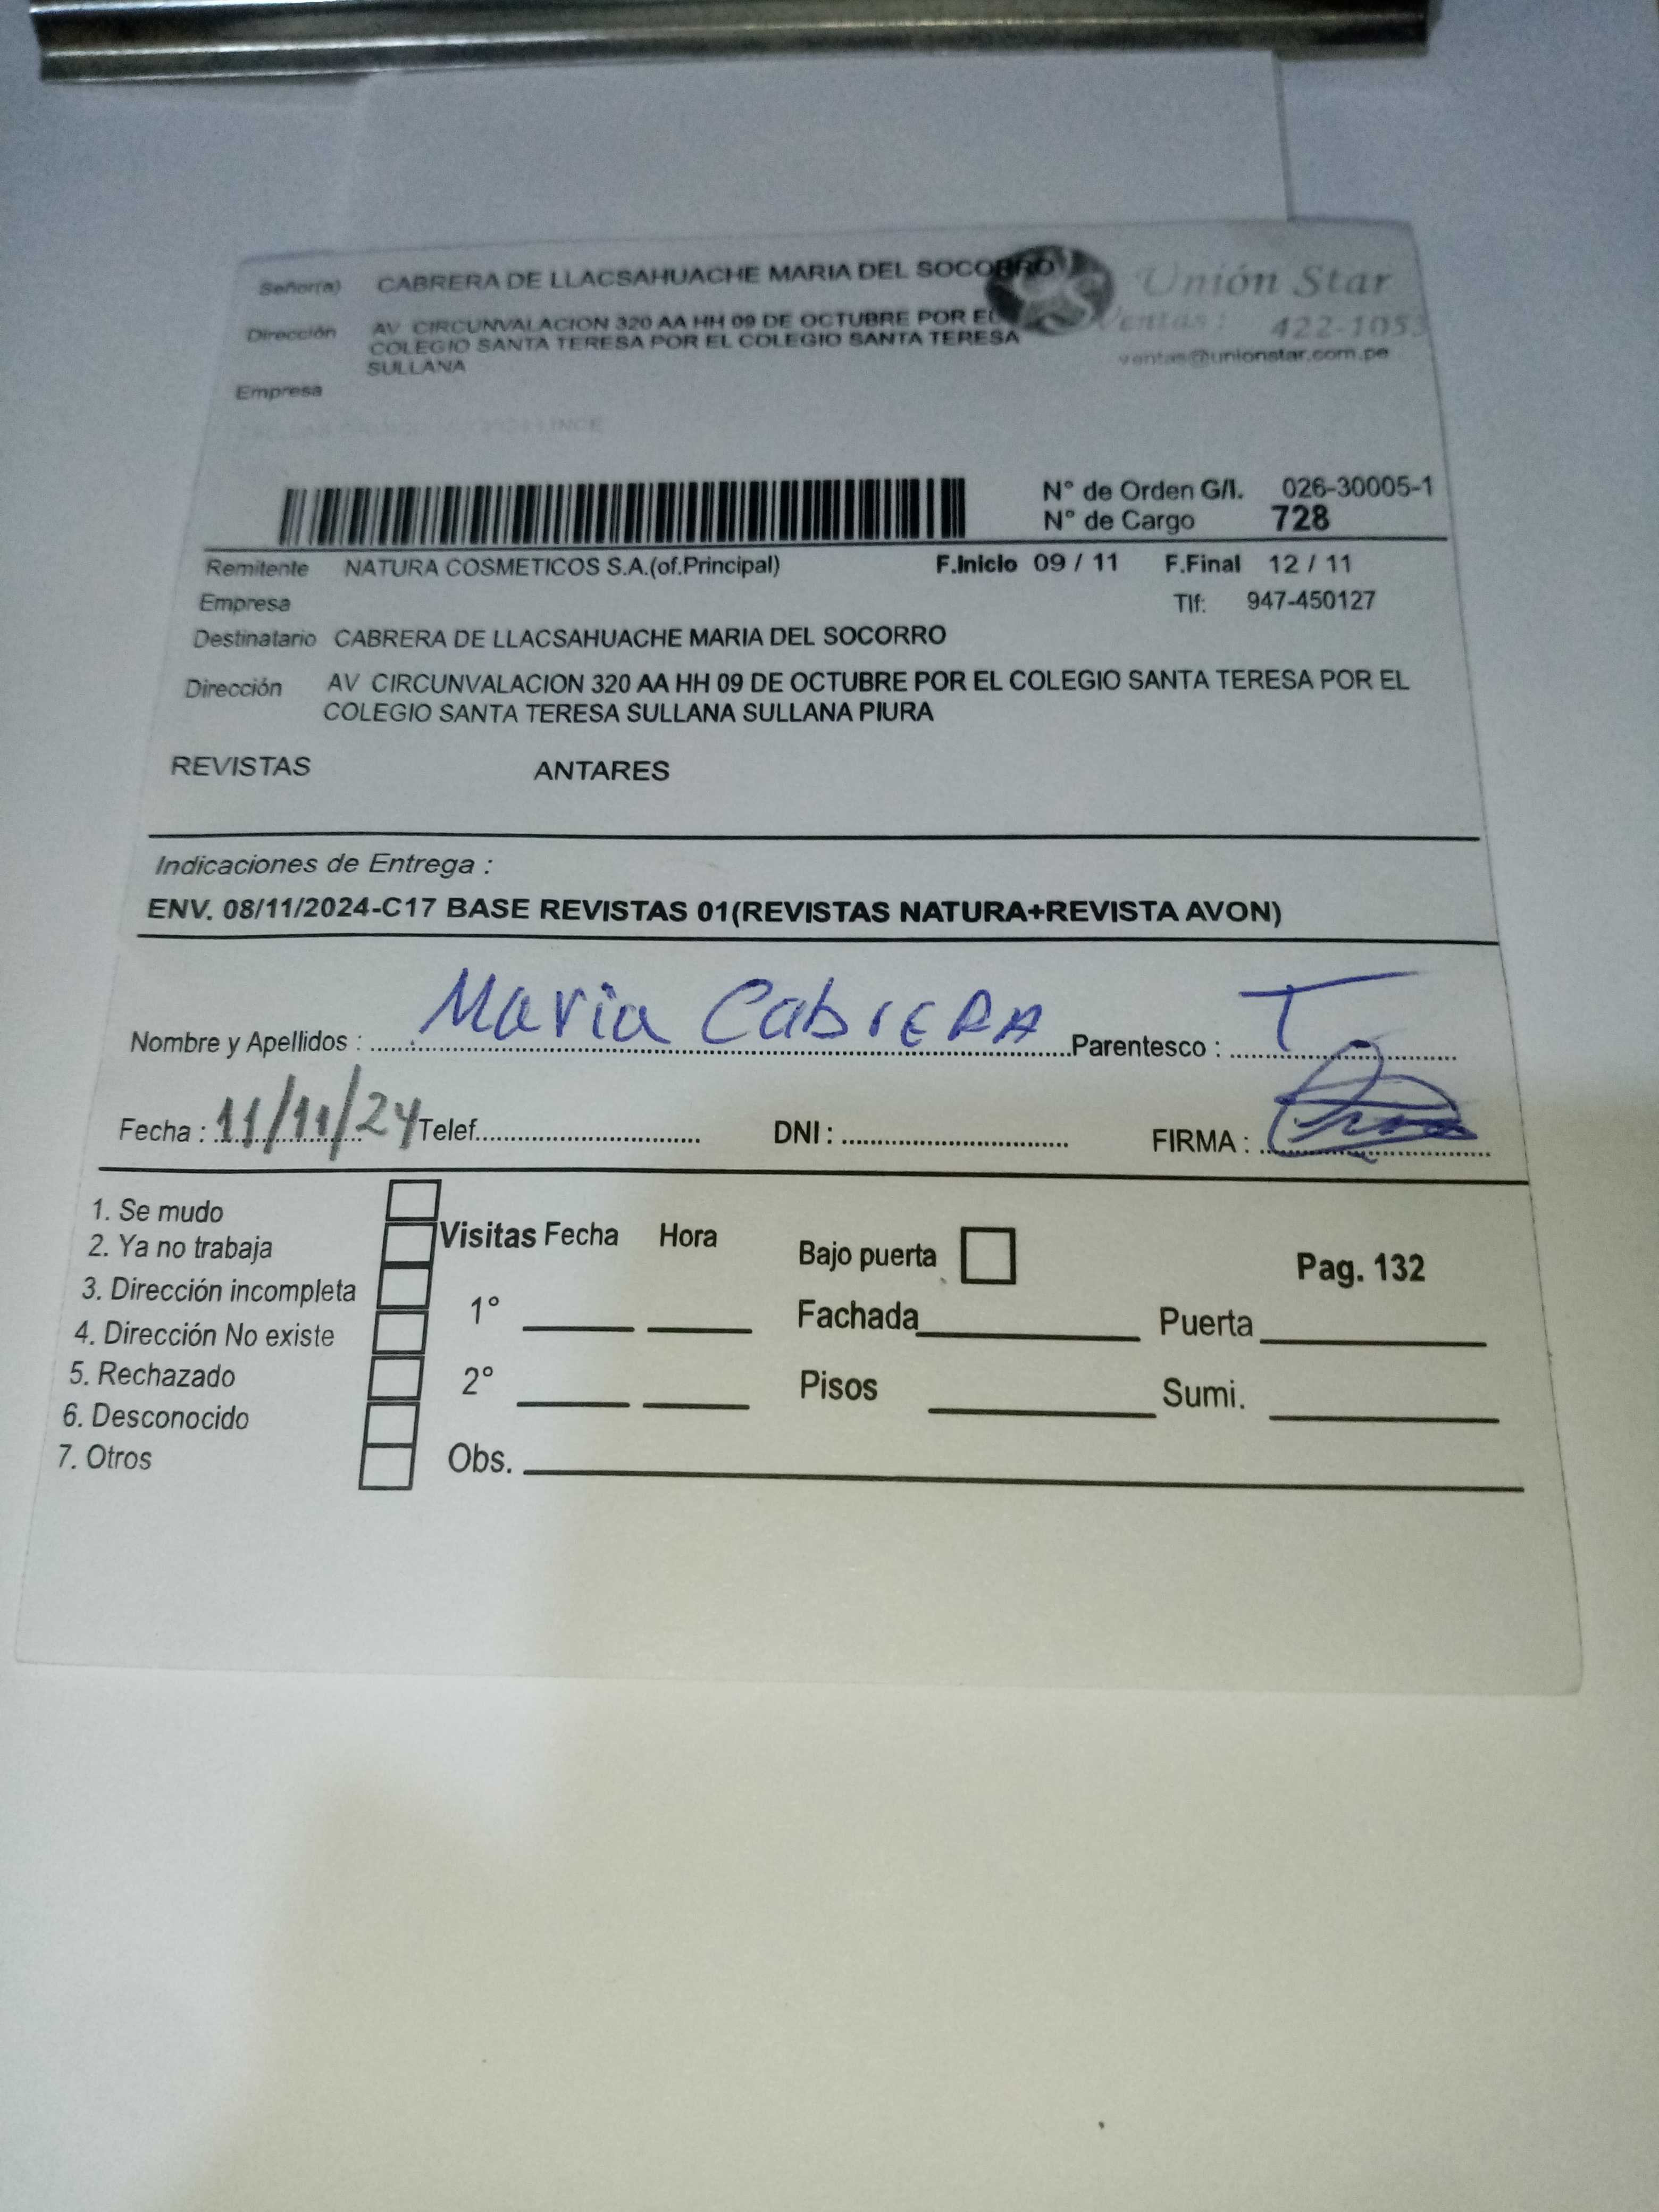 Señor(a) CABRERA DE LLACSAHUACHE MARIA DEL SOCORRO
Unión Star
Dirección AV CIRCUNVALACION 320 AA HH 09 DE OCTUBRE POR EL
COLEGIO SANTA TERESA POR EL COLEGIO SANTA TERESA
SULLANA
Ventas: 422-1053
ventas@unionstar.com.pe
Empresa
N° de Orden G/I. 026-30005-1
N° de Cargo 728
Remitente NATURA COSMETICOS S.A.(of.Principal) F.Inicio 09 / 11 F.Final 12 / 11
Empresa Tlf: 947-450127
Destinatario CABRERA DE LLACSAHUACHE MARIA DEL SOCORRO
Dirección AV CIRCUNVALACION 320 AA HH 09 DE OCTUBRE POR EL COLEGIO SANTA TERESA POR EL
COLEGIO SANTA TERESA SULLANA SULLANA PIURA
REVISTAS ANTARES
Indicaciones de Entrega :
ENV. 08/11/2024-C17 BASE REVISTAS 01(REVISTAS NATURA+REVISTA AVON)
Nombre y Apellidos : Maria CabrERA Parentesco : T
Fecha : 11/11/24 Telef. DNI : FIRMA :
1. Se mudo
2. Ya no trabaja
3. Dirección incompleta
4. Dirección No existe
5. Rechazado
6. Desconocido
7. Otros
Visitas Fecha Hora
1°
2°
Obs.
Bajo puerta
Fachada Puerta
Pisos Sumi.
Pag. 132